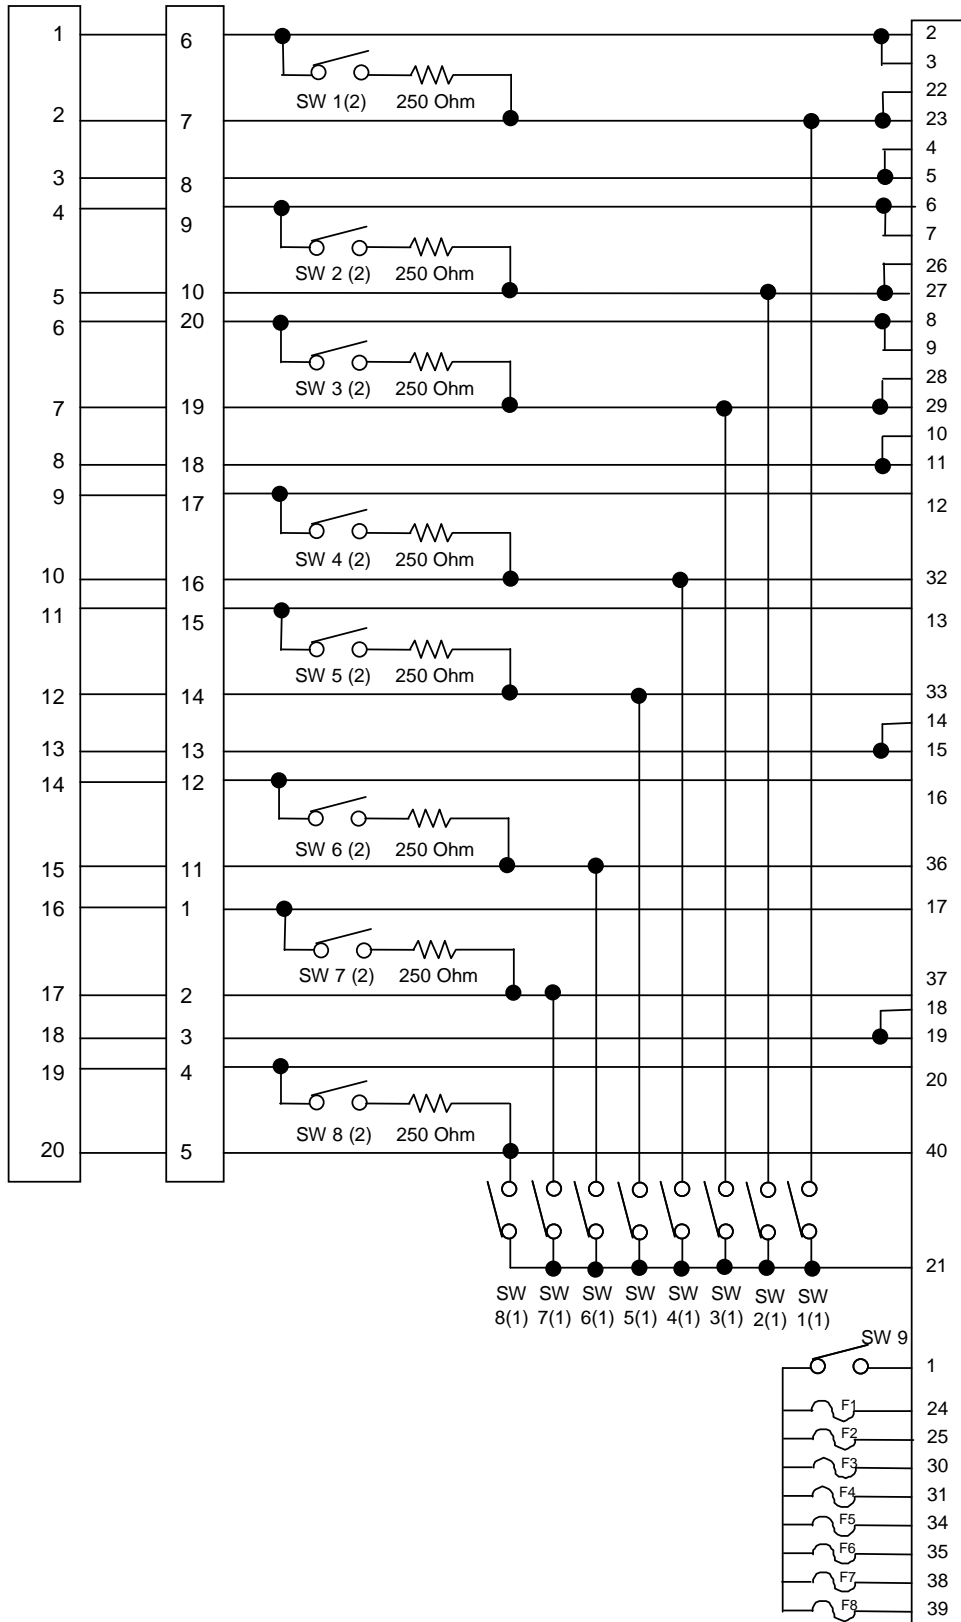 1 6 2
3
SW 1(2) 250 Ohm
22
2 7 23
4
3 8 5
4 9 6
7
SW 2 (2) 250 Ohm
26
5 10 27
6 20 8
9
SW 3 (2) 250 Ohm
28
7 19 29
10
8 18 11
9 17 12
SW 4 (2) 250 Ohm
10 16 32
11 15 13
SW 5 (2) 250 Ohm
12 14 33
14
13 13 15
14 12 16
SW 6 (2) 250 Ohm
15 11 36
16 1 17
SW 7 (2) 250 Ohm
17 2 37
18
18 3 19
19 4 20
SW 8 (2) 250 Ohm
20 5 40
21
SW SW SW SW SW SW SW SW
8(1) 7(1) 6(1) 5(1) 4(1) 3(1) 2(1) 1(1)
SW 9
1
F1 24
F2 25
F3 30
F4 31
F5 34
F6 35
F7 38
F8 39